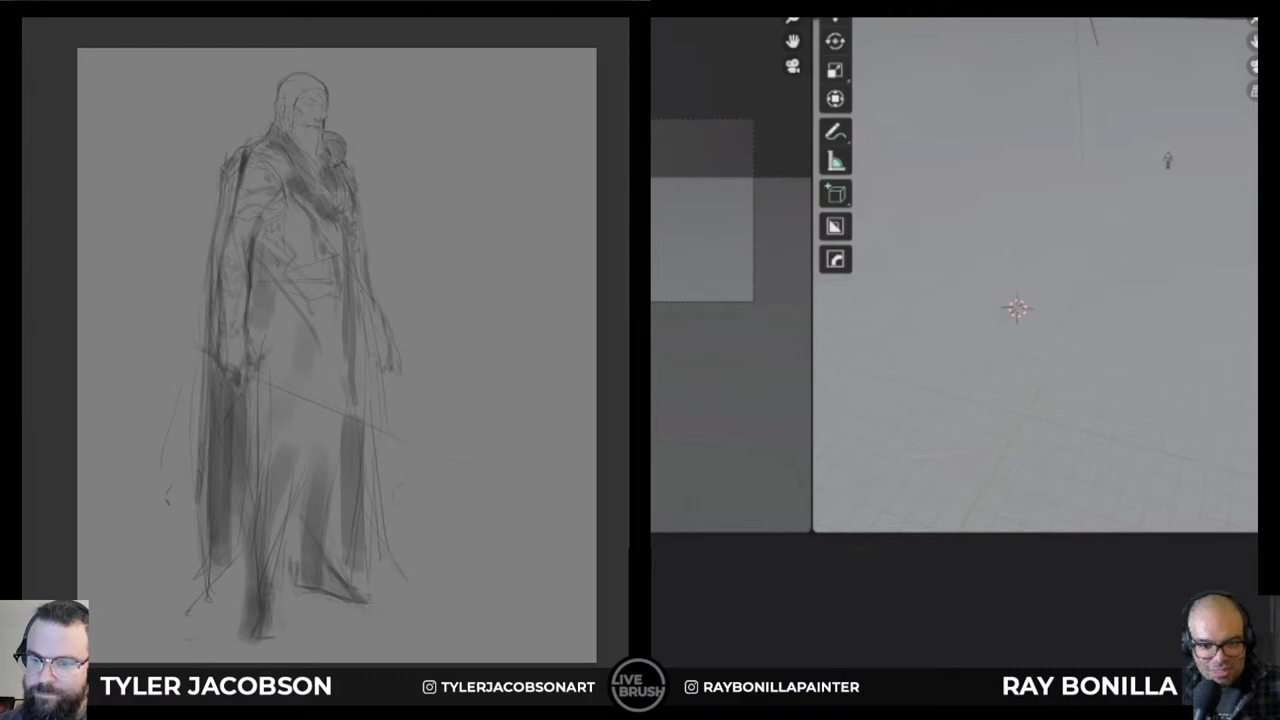 TYLER JACOBSON
TYLERJACOBSONART
LIVE
BRUSH
RAYBONILLAPAINTER
RAY BONILLA